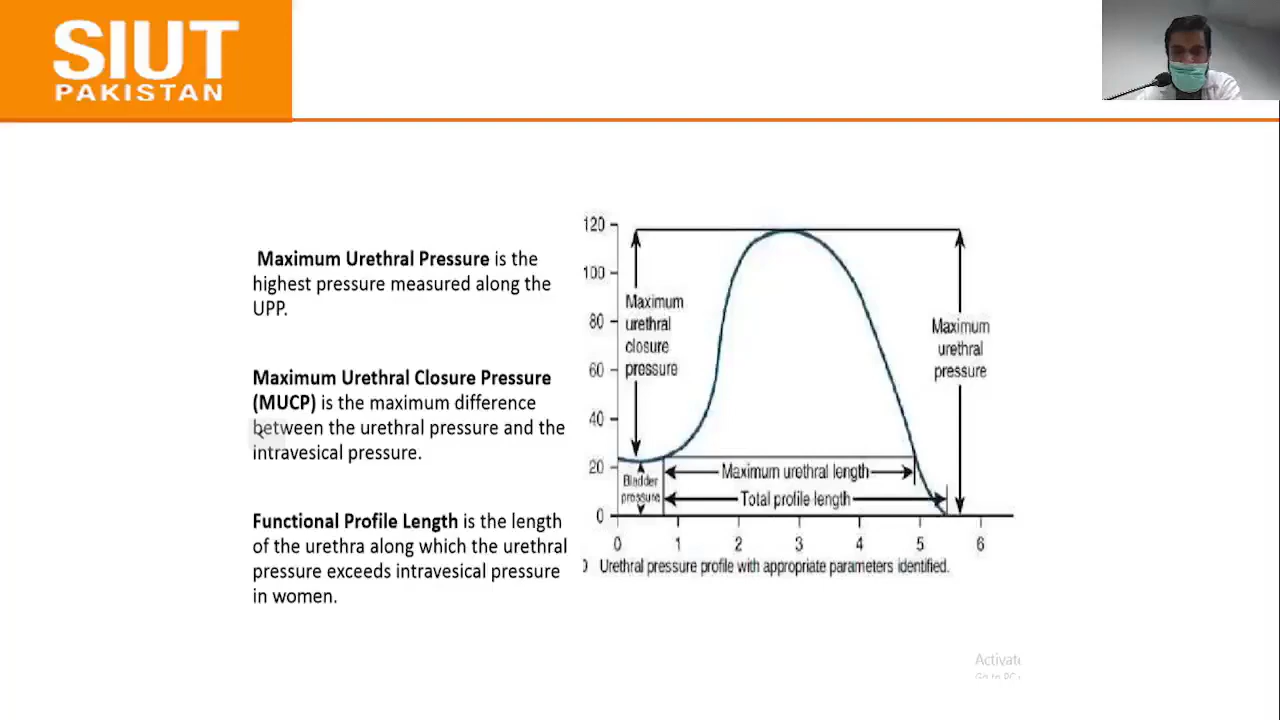 SIUT
PAKISTAN
Maximum Urethral Pressure is the
highest pressure measured along the
UPP.
Maximum Urethral Closure Pressure
(MUCP) is the maximum difference
between the urethral pressure and the
intravesical pressure.
Functional Profile Length is the length
of the urethra along which the urethral
pressure exceeds intravesical pressure
in women.
120
100
80
60
40
20
0
Maximum
urethral
closure
pressure
Maximum
urethral
pressure
Bladder
pressure
Maximum urethral length
Total profile length
0 1 2 3 4 5 6
Urethral pressure profile with appropriate parameters identified.
Activate